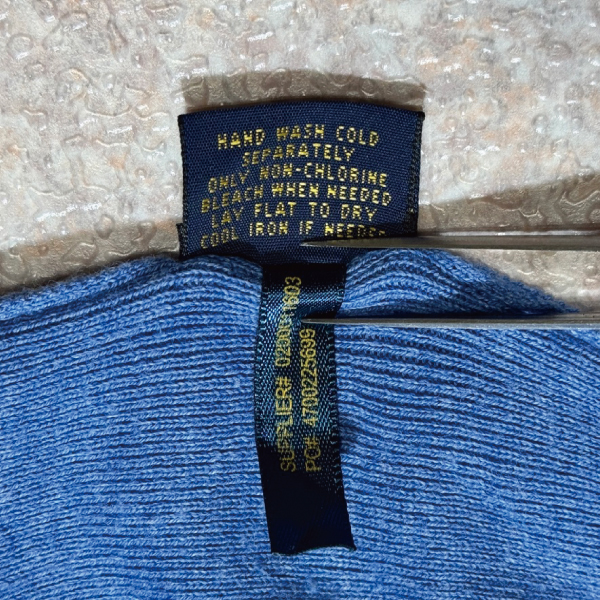 HAND WASH COLD
SEPARATELY
ONLY NON-CHLORINE
BLEACH WHEN NEEDED
LAY FLAT TO DRY
COOL IRON IF
SUPPLIER#
PO# 4700225699